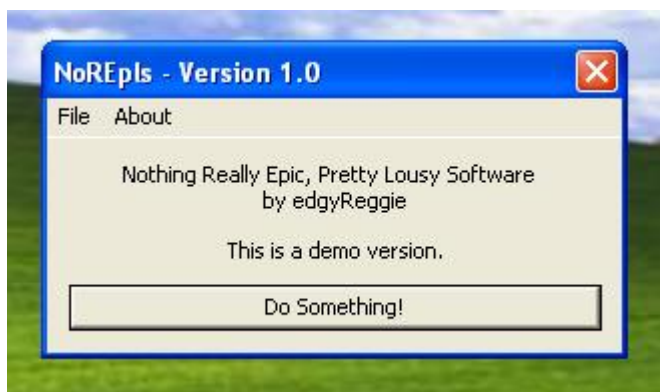 NoREpls - Version 1.0
File About
Nothing Really Epic, Pretty Lousy Software
by edgyReggie
This is a demo version.
Do Something!